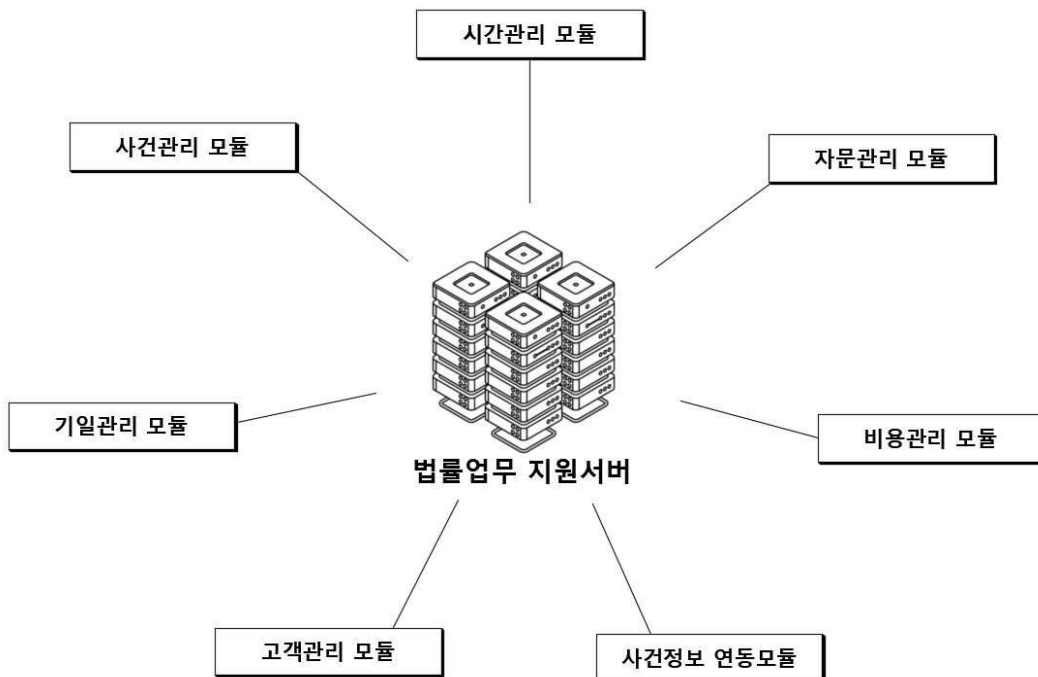 시간관리 모듈
사건관리 모듈
자문관리 모듈
기일관리 모듈
비용관리 모듈
법률업무 지원서버
고객관리 모듈
사건정보 연동모듈